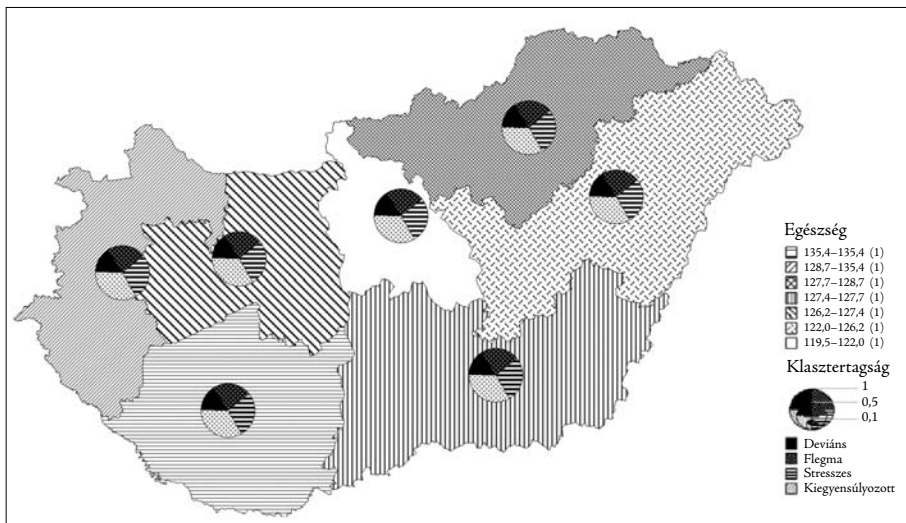 Egészség
135,4–135,4 (1)
128,7–135,4 (1)
127,7–128,7 (1)
127,4–127,7 (1)
126,2–127,4 (1)
122,0–126,2 (1)
119,5–122,0 (1)
Klasztertagság
1
0,5
0,1
Deviáns
Flegma
Stresszes
Kiegyensúlyozott